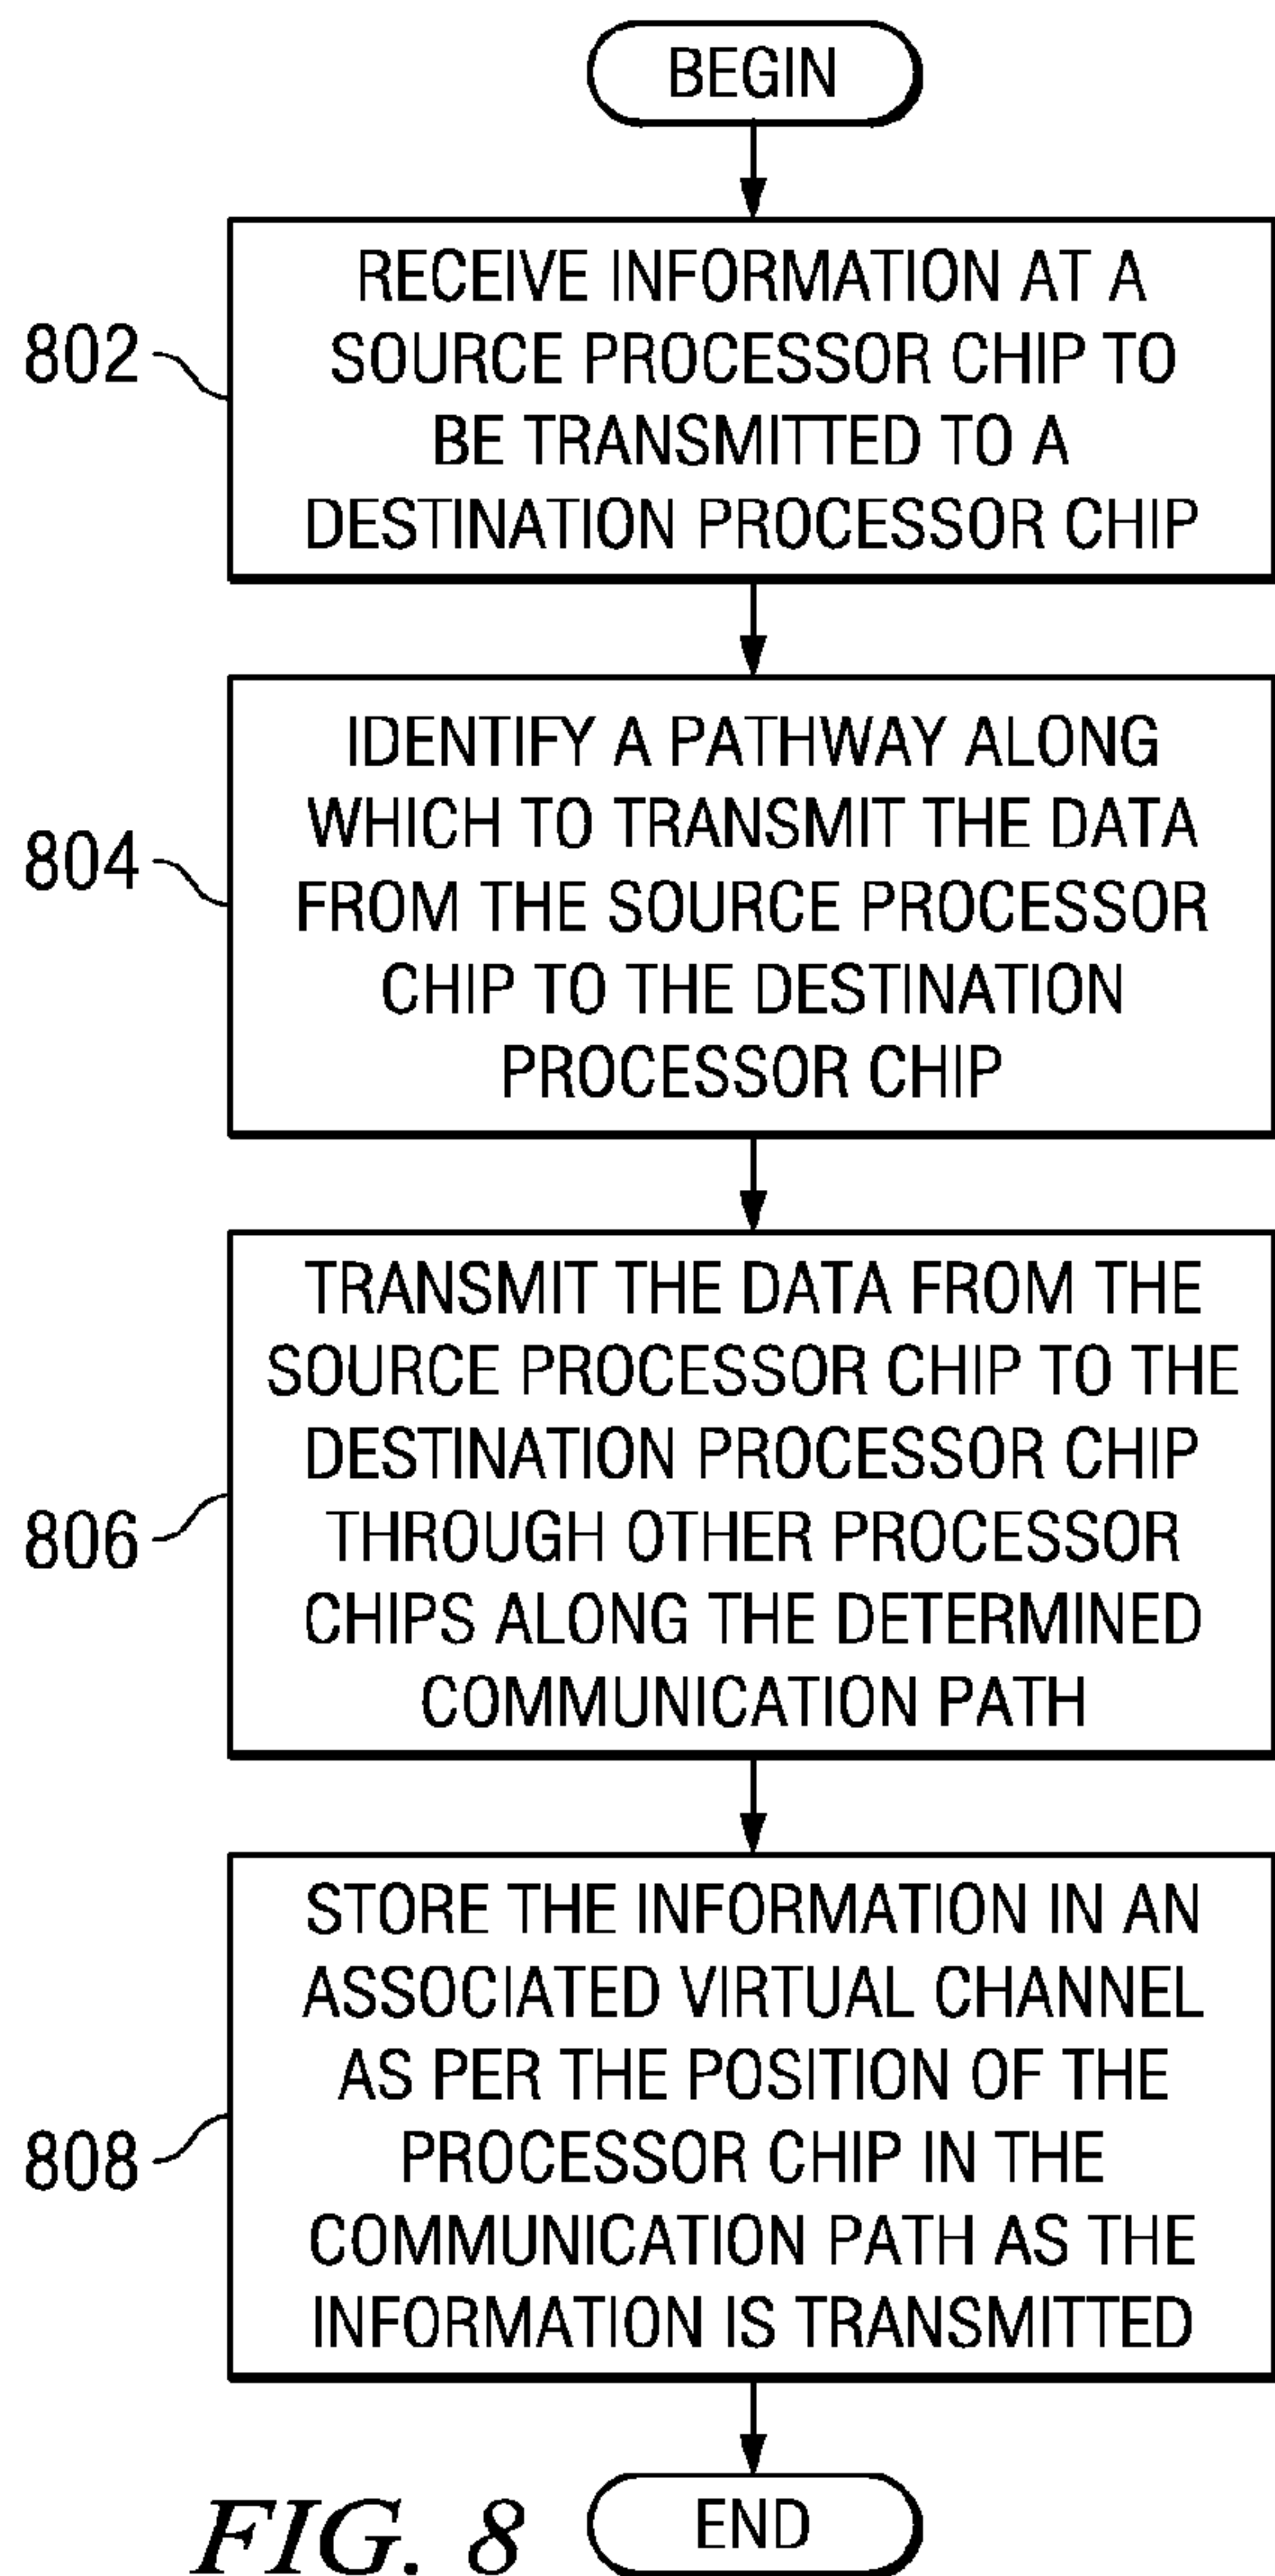 BEGIN
802
RECEIVE INFORMATION AT A
SOURCE PROCESSOR CHIP TO
BE TRANSMITTED TO A
DESTINATION PROCESSOR CHIP
804
IDENTIFY A PATHWAY ALONG
WHICH TO TRANSMIT THE DATA
FROM THE SOURCE PROCESSOR
CHIP TO THE DESTINATION
PROCESSOR CHIP
806
TRANSMIT THE DATA FROM THE
SOURCE PROCESSOR CHIP TO THE
DESTINATION PROCESSOR CHIP
THROUGH OTHER PROCESSOR
CHIPS ALONG THE DETERMINED
COMMUNICATION PATH
808
STORE THE INFORMATION IN AN
ASSOCIATED VIRTUAL CHANNEL
AS PER THE POSITION OF THE
PROCESSOR CHIP IN THE
COMMUNICATION PATH AS THE
INFORMATION IS TRANSMITTED
END
FIG. 8